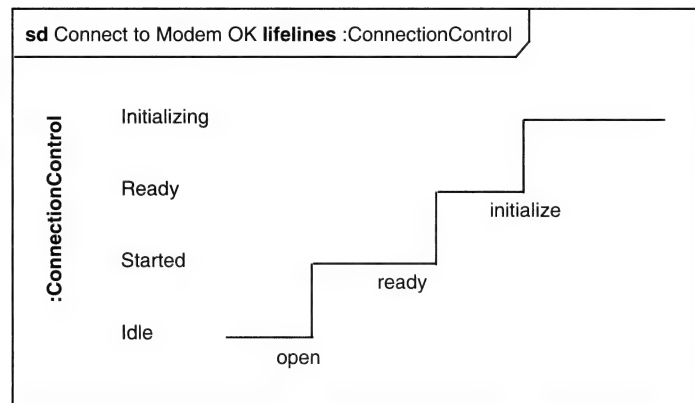 sd Connect to Modem OK lifelines :ConnectionControl
:ConnectionControl
Initializing
Ready
initialize
Started
ready
Idle
open